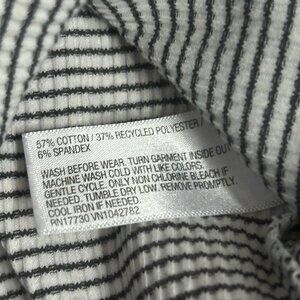 57% COTTON / 37% RECYCLED POLYESTER /
6% SPANDEX
WASH BEFORE WEAR. TURN GARMENT INSIDE OUT
MACHINE WASH COLD WITH LIKE COLORS.
GENTLE CYCLE. ONLY NON CHLORINE BLEACH IF
NEEDED. TUMBLE DRY LOW. REMOVE PROMPTLY.
COOL IRON IF NEEDED
RN17730 VN1042782